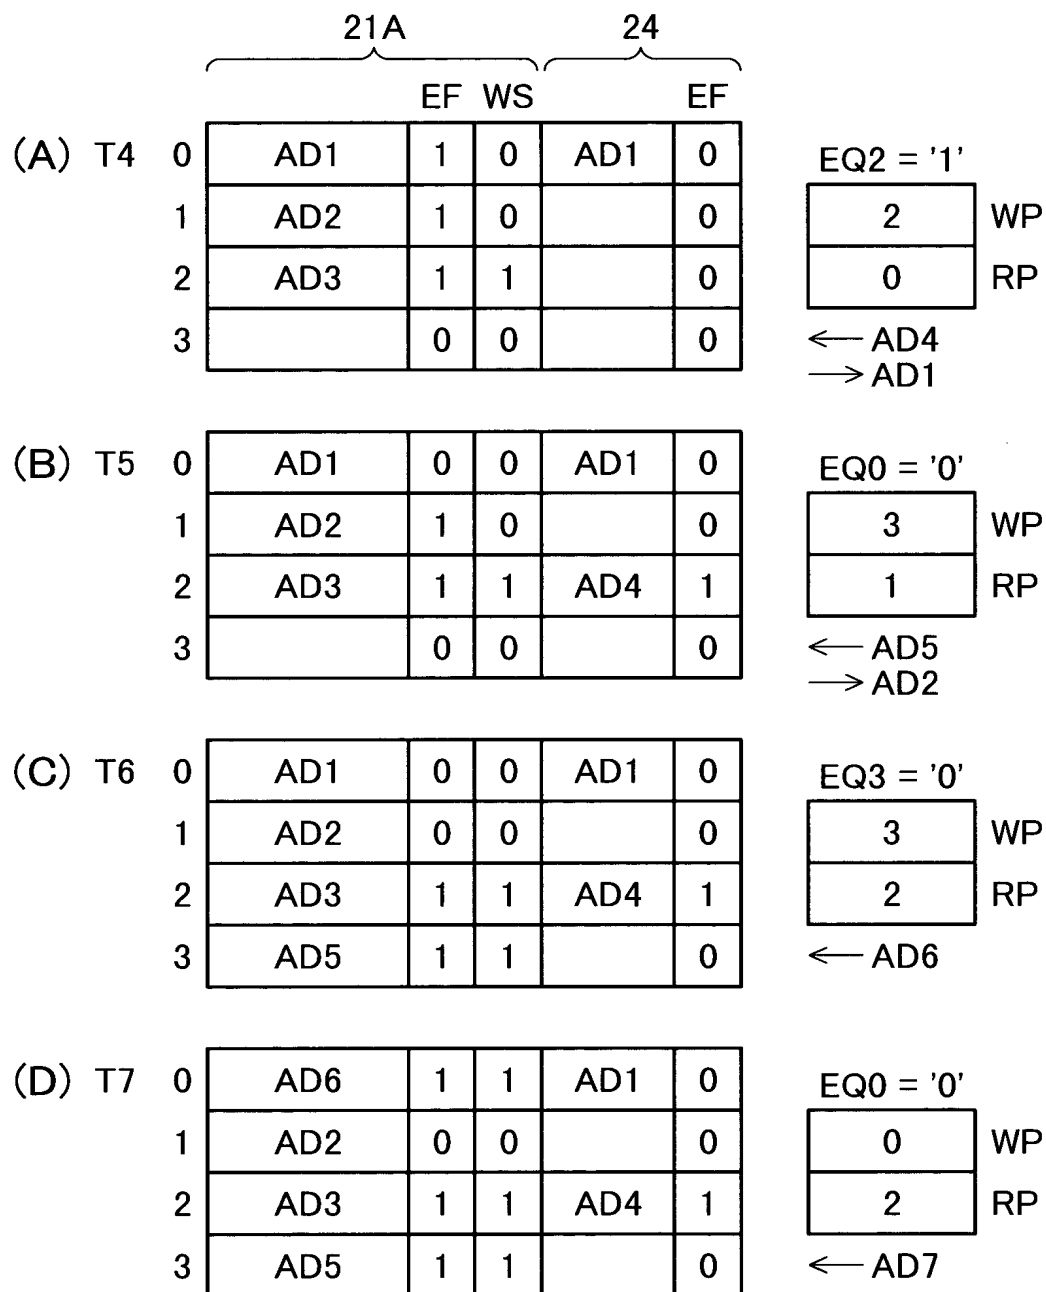 21A 24
EF WS EF
(A) T4 0 AD1 1 0 AD1 0 EQ2 = '1'
1 AD2 1 0 0 2 WP
2 AD3 1 1 0 0 RP
3 0 0 0 ← AD4
→ AD1
(B) T5 0 AD1 0 0 AD1 0 EQ0 = '0'
1 AD2 1 0 0 3 WP
2 AD3 1 1 AD4 1 1 RP
3 0 0 0 ← AD5
→ AD2
(C) T6 0 AD1 0 0 AD1 0 EQ3 = '0'
1 AD2 0 0 0 3 WP
2 AD3 1 1 AD4 1 2 RP
3 AD5 1 1 0 ← AD6
(D) T7 0 AD6 1 1 AD1 0 EQ0 = '0'
1 AD2 0 0 0 0 WP
2 AD3 1 1 AD4 1 2 RP
3 AD5 1 1 0 ← AD7